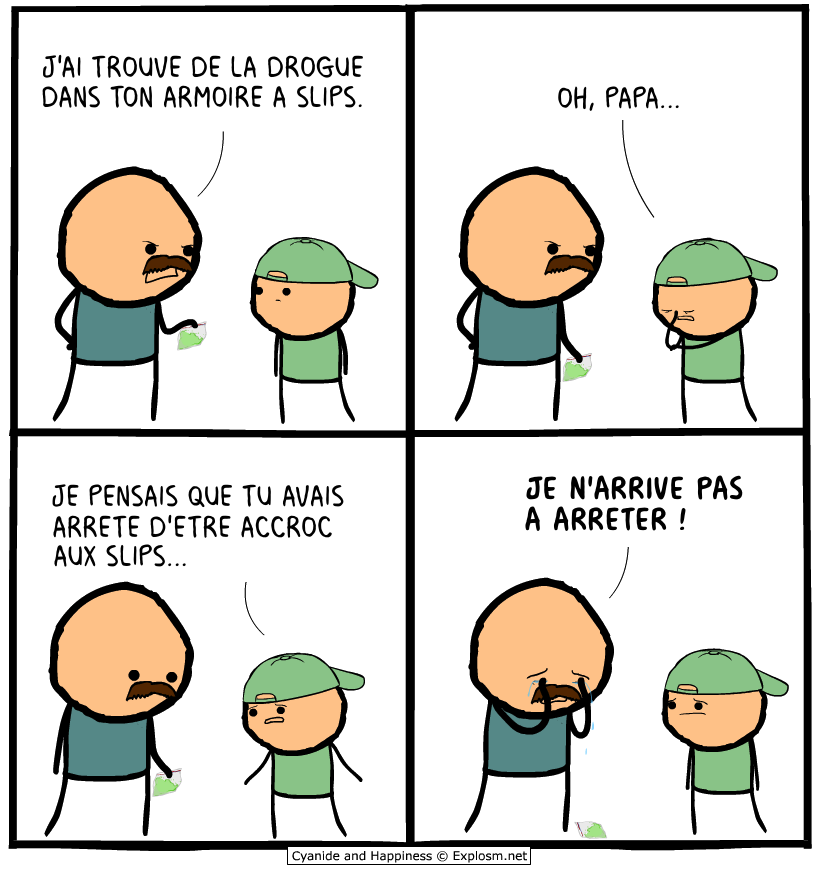 J'AI TROUVE DE LA DROGUE
DANS TON ARMOIRE A SLIPS.
OH, PAPA...
JE PENSAIS QUE TU AVAIS
ARRETE D'ETRE ACCROC
AUX SLIPS...
JE N'ARRIVE PAS
A ARRETER !
Cyanide and Happiness © Explosm.net